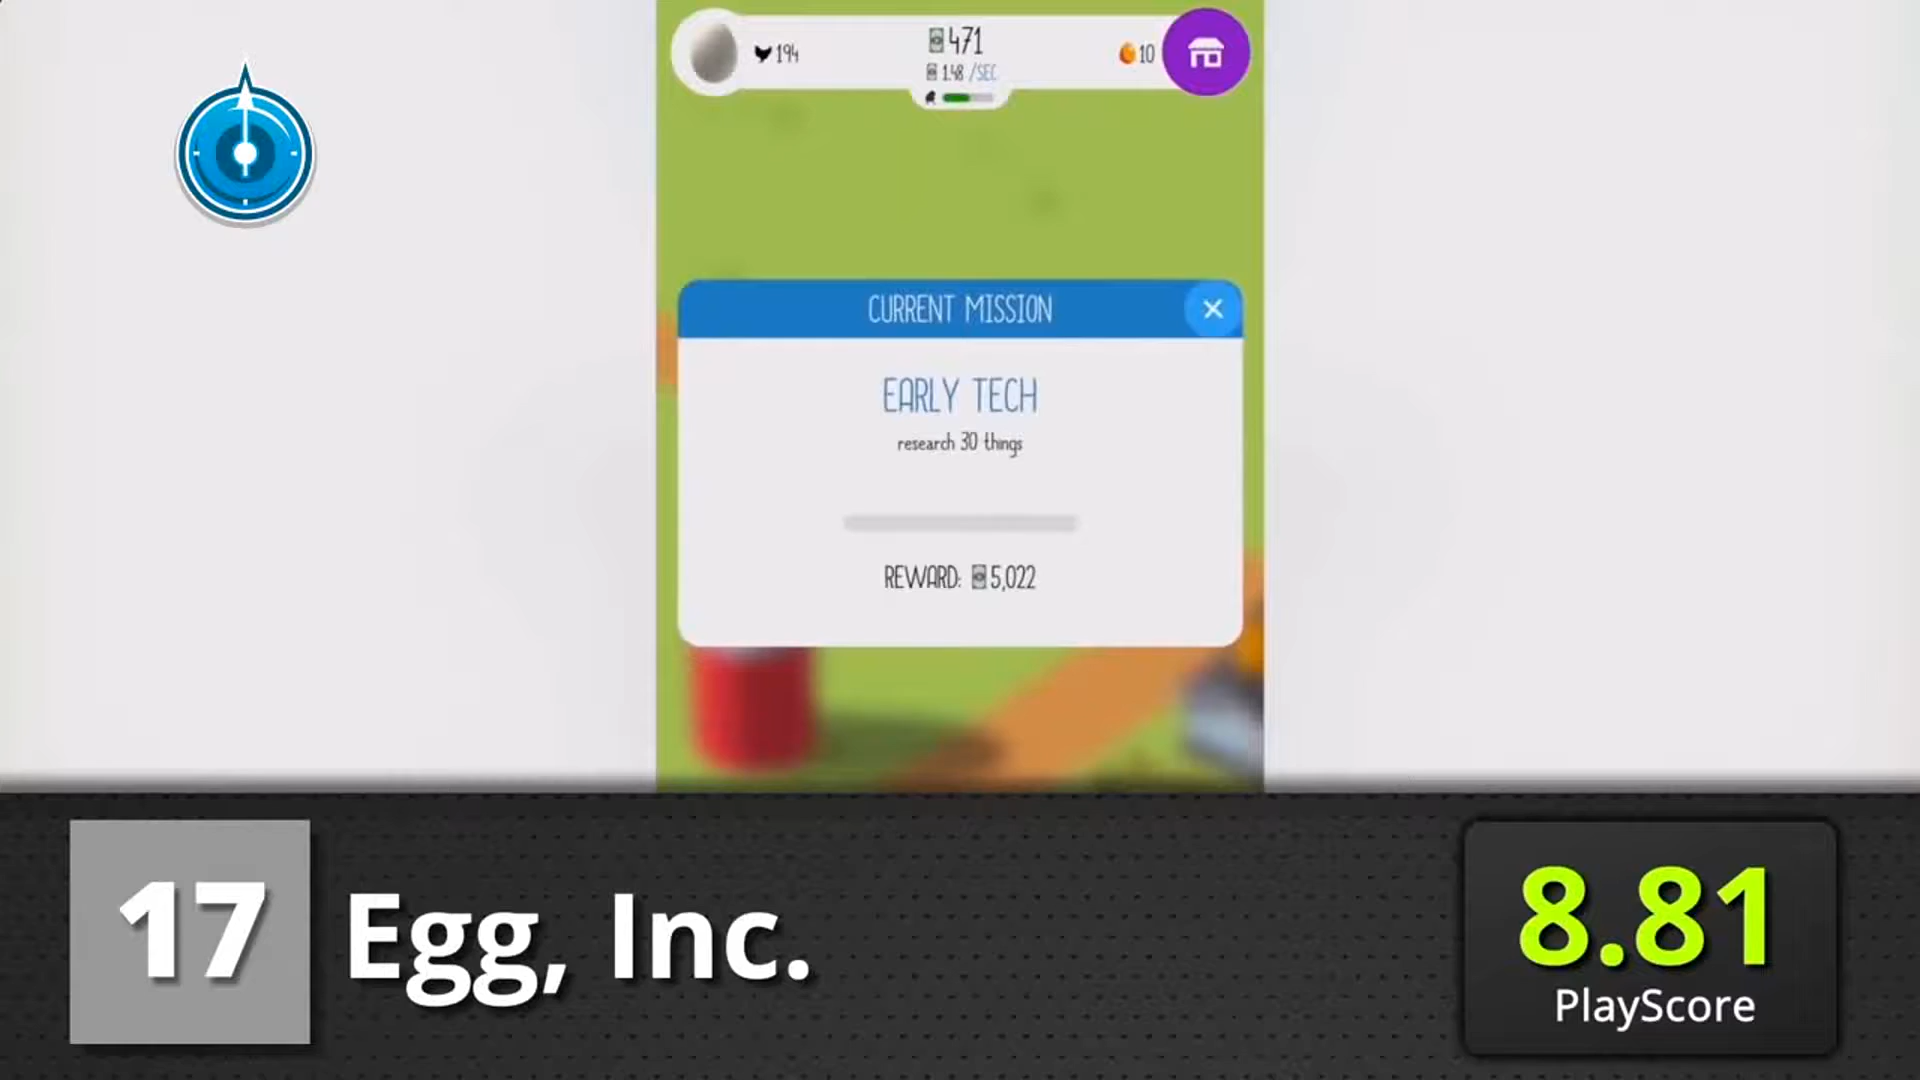 194
471
1.48 /SEC
10
CURRENT MISSION
EARLY TECH
research 30 things
REWARD: 5,022
17
Egg, Inc.
8.81
PlayScore